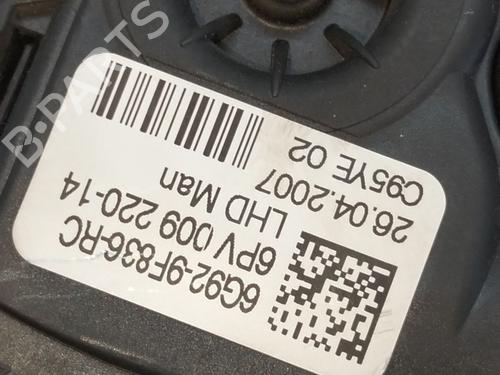 6G92-9F836-RC
6PV 009 220-14
LHD Man
26.04.2007
C95YE 02
B-PARTS